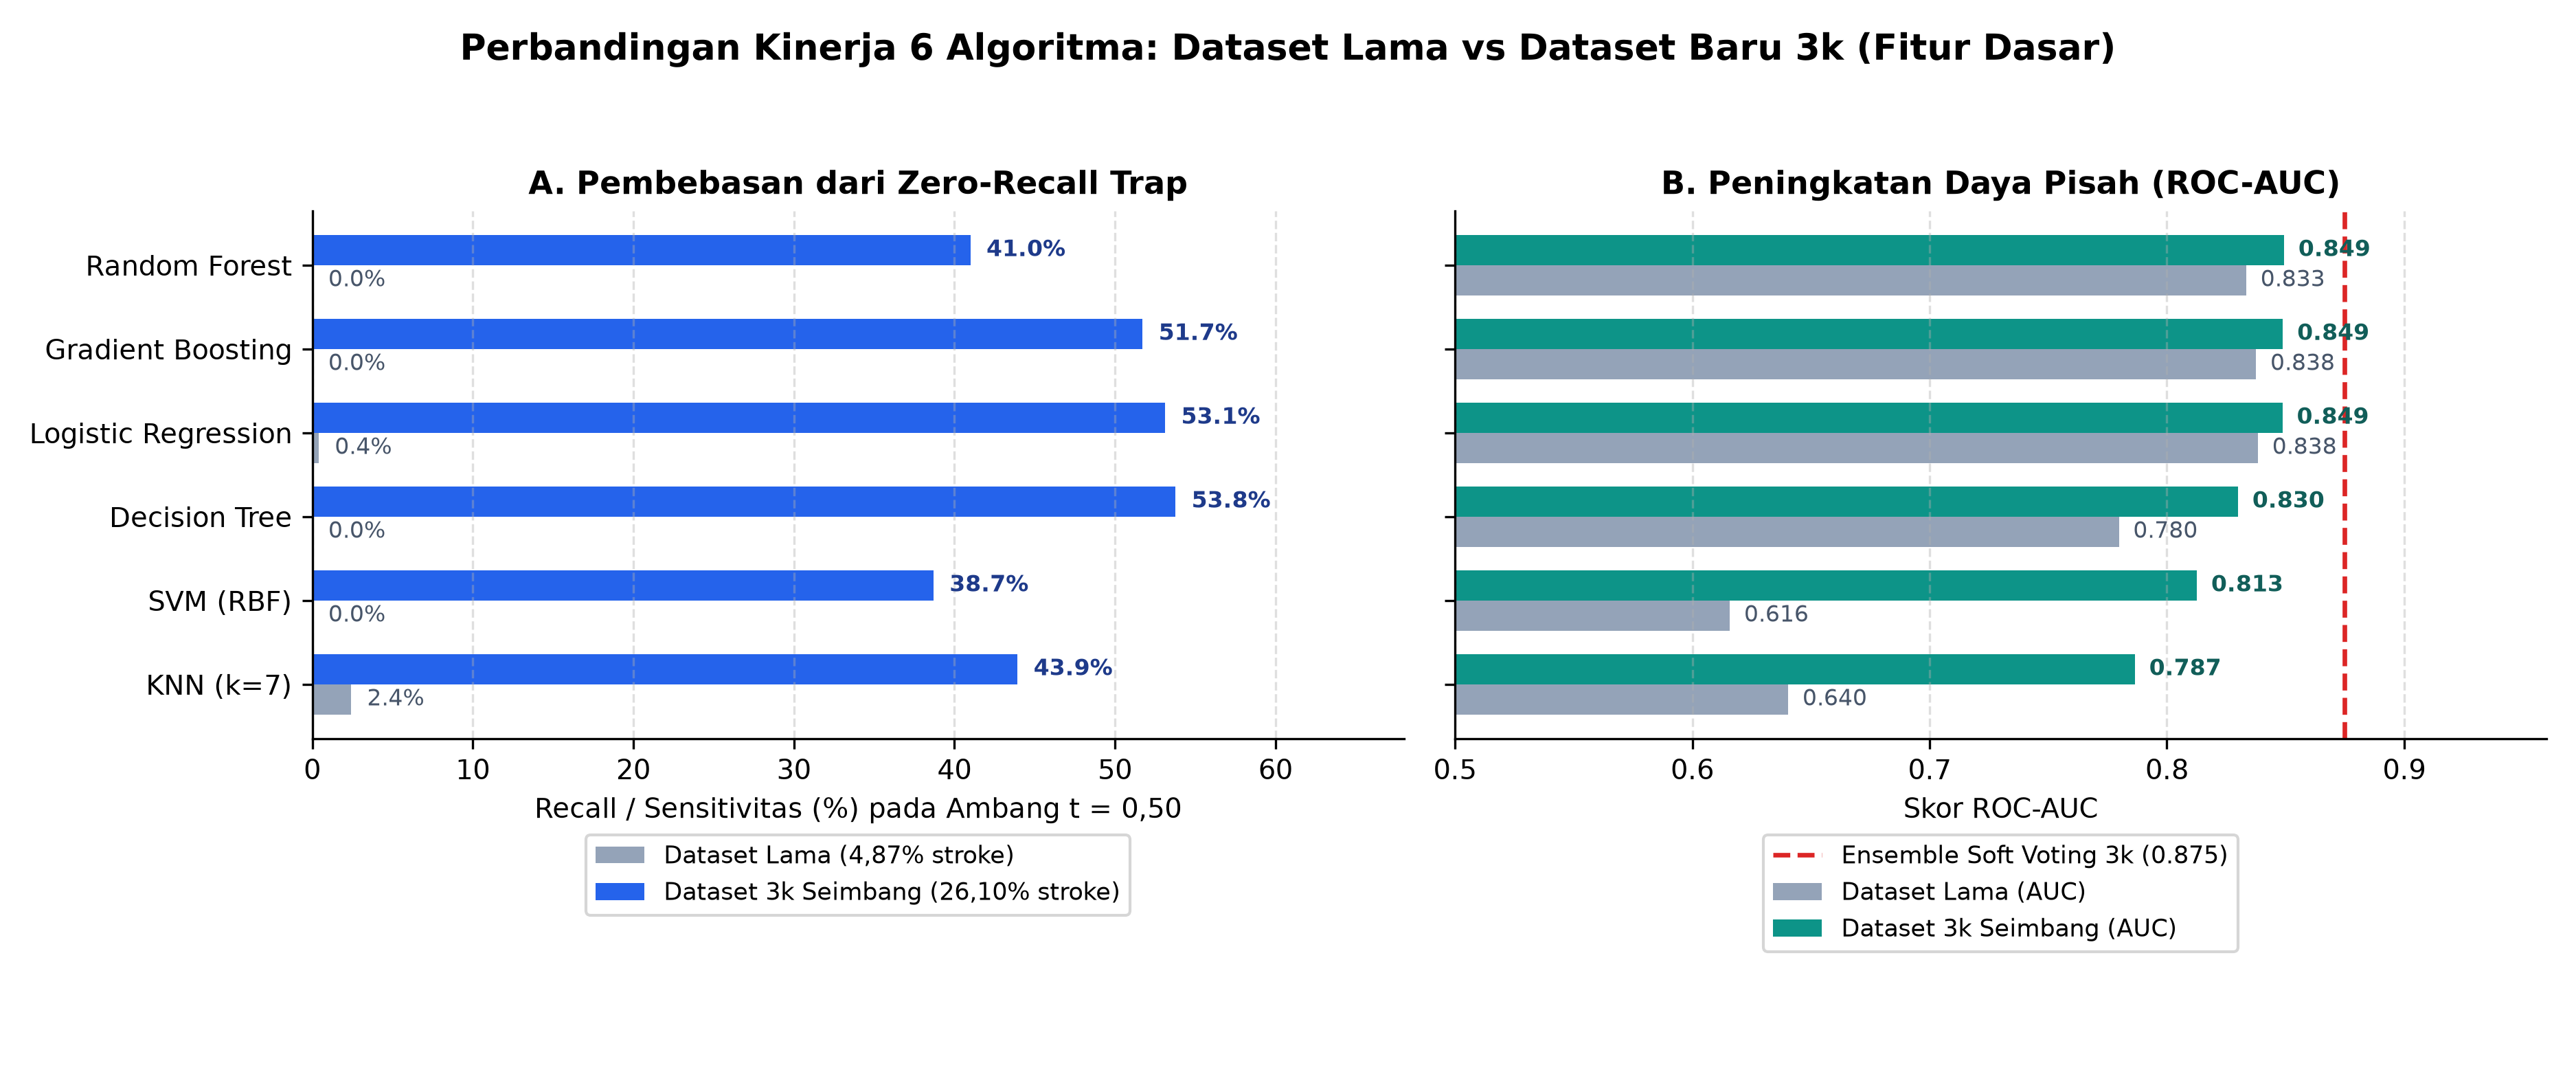 Perbandingan Kinerja 6 Algoritma: Dataset Lama vs Dataset Baru 3k (Fitur Dasar)
A. Pembebasan dari Zero-Recall Trap
Random Forest
41.0%
0.0%
Gradient Boosting
51.7%
0.0%
Logistic Regression
53.1%
0.4%
Decision Tree
53.8%
0.0%
SVM (RBF)
38.7%
0.0%
KNN (k=7)
43.9%
2.4%
0 10 20 30 40 50 60
Recall / Sensitivitas (%) pada Ambang t = 0,50
Dataset Lama (4,87% stroke)
Dataset 3k Seimbang (26,10% stroke)
B. Peningkatan Daya Pisah (ROC-AUC)
0.849
0.833
0.849
0.838
0.849
0.838
0.830
0.780
0.813
0.616
0.787
0.640
0.5 0.6 0.7 0.8 0.9
Skor ROC-AUC
Ensemble Soft Voting 3k (0.875)
Dataset Lama (AUC)
Dataset 3k Seimbang (AUC)